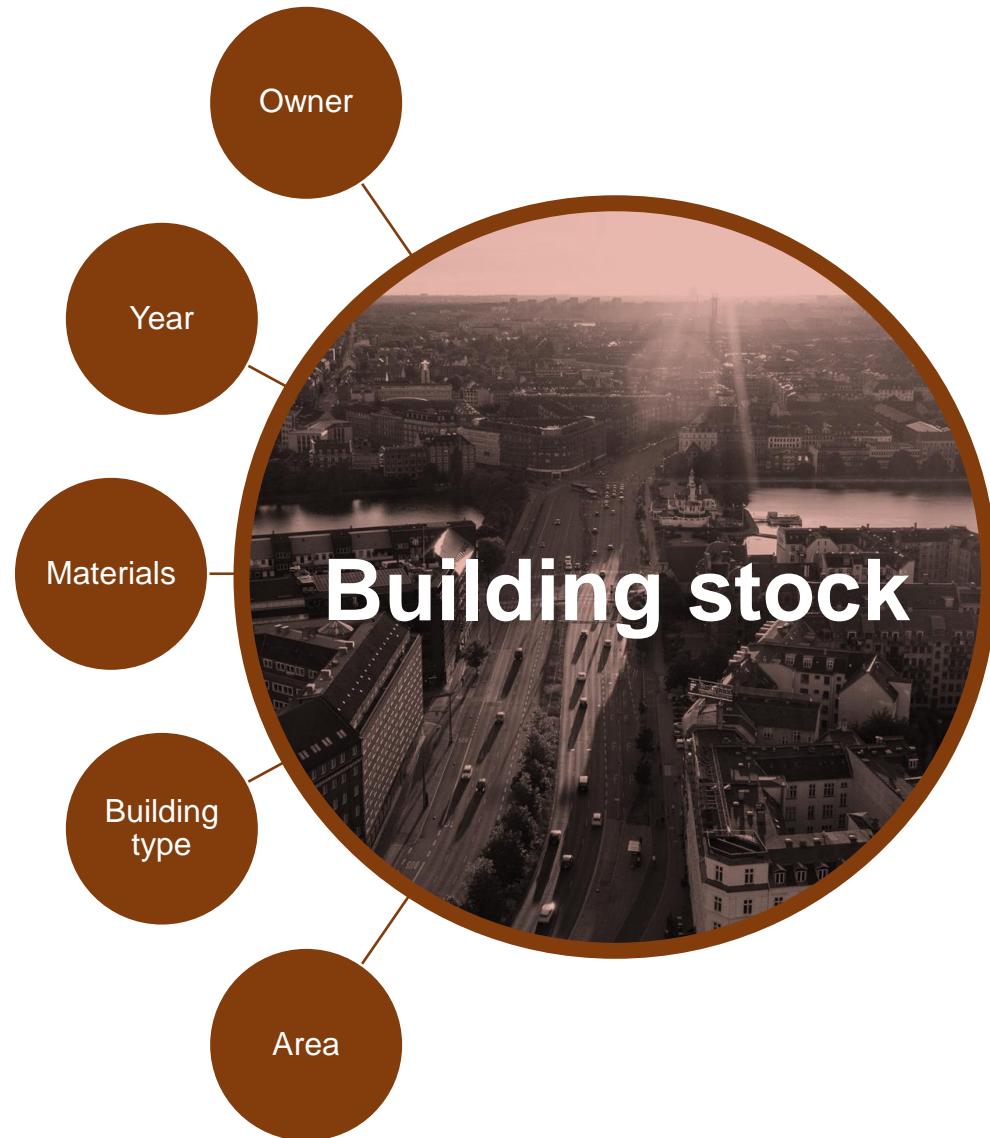 Owner
Year
Materials
Building stock
Building
type
Area